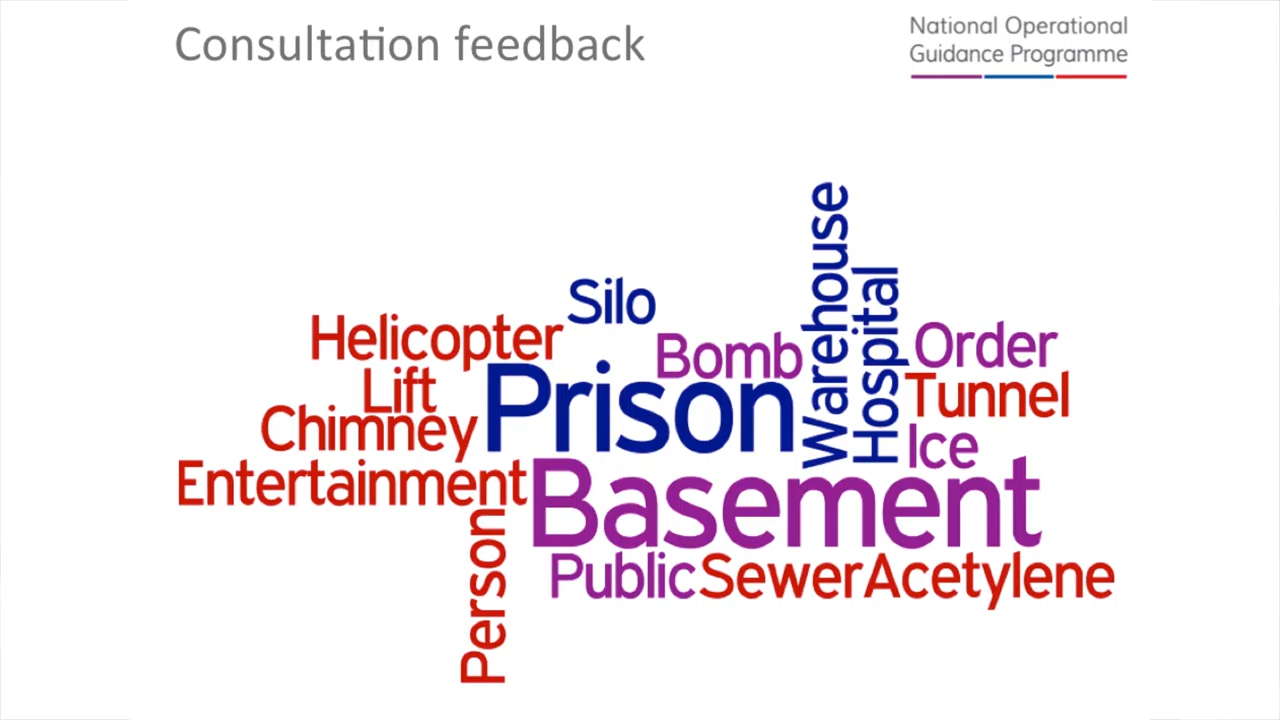 Consultation feedback
National Operational
Guidance Programme
Warehouse
Hospital
Silo
Helicopter
Bomb
Order
Lift
Prison
Tunnel
Chimney
Ice
Entertainment
Basement
Person
Public
Sewer
Acetylene